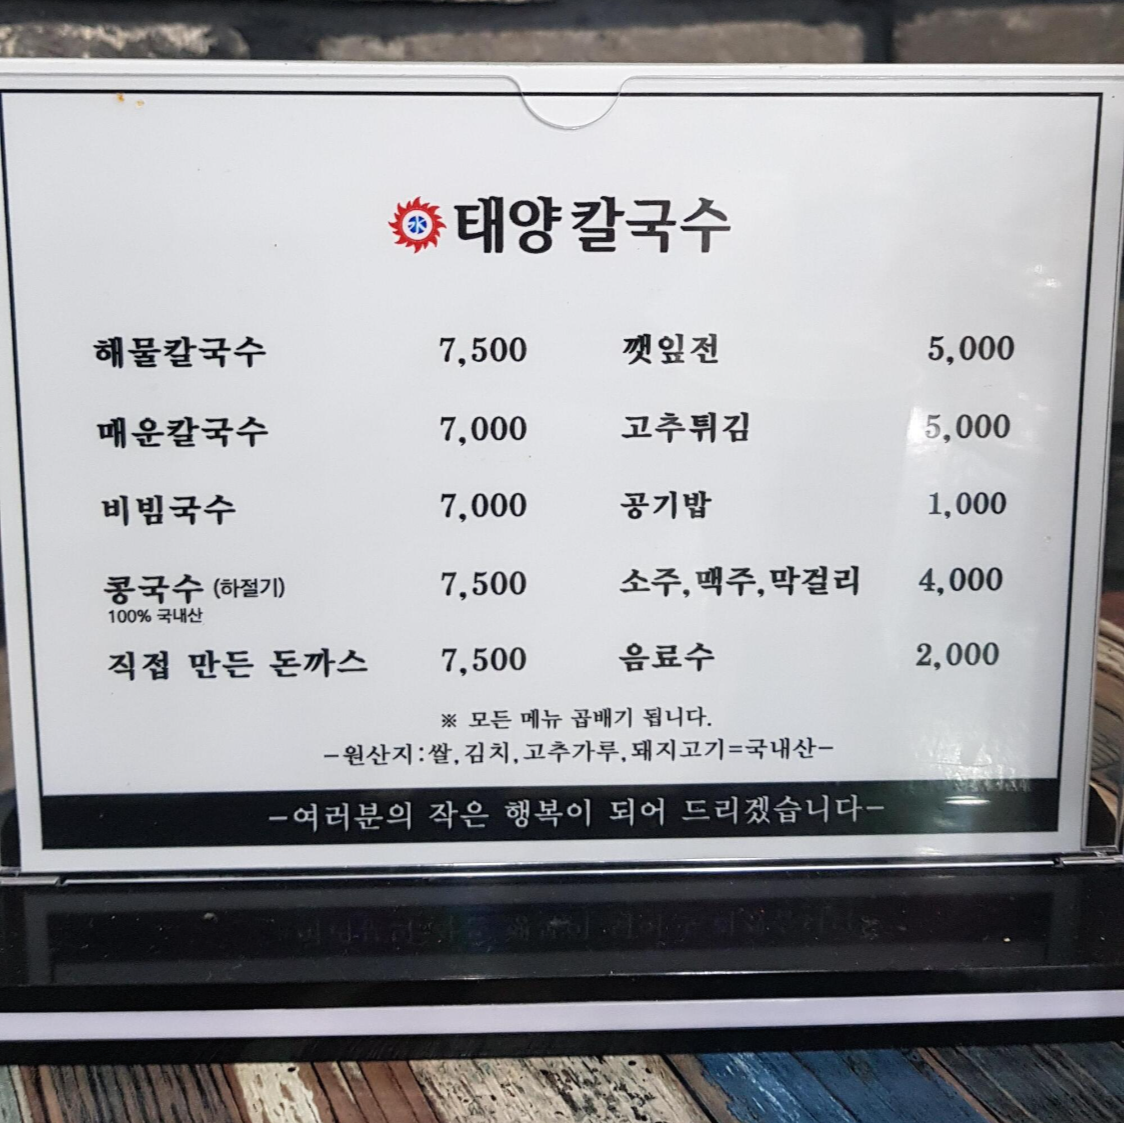 水 태양칼국수
해물칼국수 7,500 깻잎전 5,000
매운칼국수 7,000 고추튀김 5,000
비빔국수 7,000 공기밥 1,000
콩국수 (하절기) 7,500 소주,맥주,막걸리 4,000
100% 국내산
직접 만든 돈까스 7,500 음료수 2,000
※ 모든 메뉴 곱배기 됩니다.
-원산지:쌀,김치,고추가루,돼지고기=국내산-
-여러분의 작은 행복이 되어 드리겠습니다-